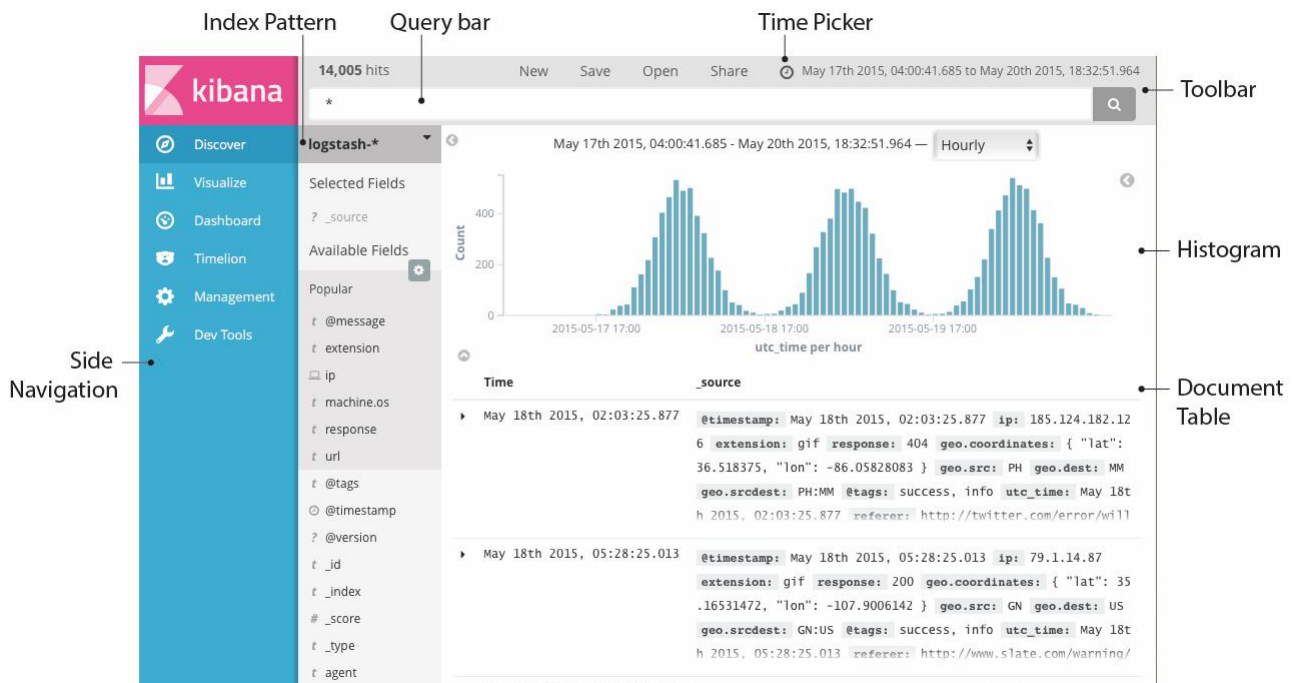 Index Pattern
Query bar
Time Picker
kibana
14,005 hits
New
Save
Open
Share
May 17th 2015, 04:00:41.685 to May 20th 2015, 18:32:51.964
Toolbar
*
Discover
Visualize
Dashboard
Timelion
Management
Dev Tools
Side
Navigation
logstash-*
Selected Fields
? _source
Available Fields
Popular
t @message
t extension
ip
t machine.os
t response
t url
t @tags
@timestamp
? @version
t _id
t _index
# _score
t _type
t agent
May 17th 2015, 04:00:41.685 - May 20th 2015, 18:32:51.964 —
Hourly
Count
400
200
0
2015-05-17 17:00
2015-05-18 17:00
2015-05-19 17:00
utc_time per hour
Histogram
Time
_source
Document
Table
May 18th 2015, 02:03:25.877
@timestamp: May 18th 2015, 02:03:25.877 ip: 185.124.182.12
6 extension: gif response: 404 geo.coordinates: { "lat":
36.518375, "lon": -86.05828083 } geo.src: PH geo.dest: MM
geo.srcdest: PH:MM @tags: success, info utc_time: May 18t
h 2015, 02:03:25.877 referer: http://twitter.com/error/will
May 18th 2015, 05:28:25.013
@timestamp: May 18th 2015, 05:28:25.013 ip: 79.1.14.87
extension: gif response: 200 geo.coordinates: { "lat": 35
.16531472, "lon": -107.9006142 } geo.src: GN geo.dest: US
geo.srcdest: GN:US @tags: success, info utc_time: May 18t
h 2015, 05:28:25.013 referer: http://www.slate.com/warning/